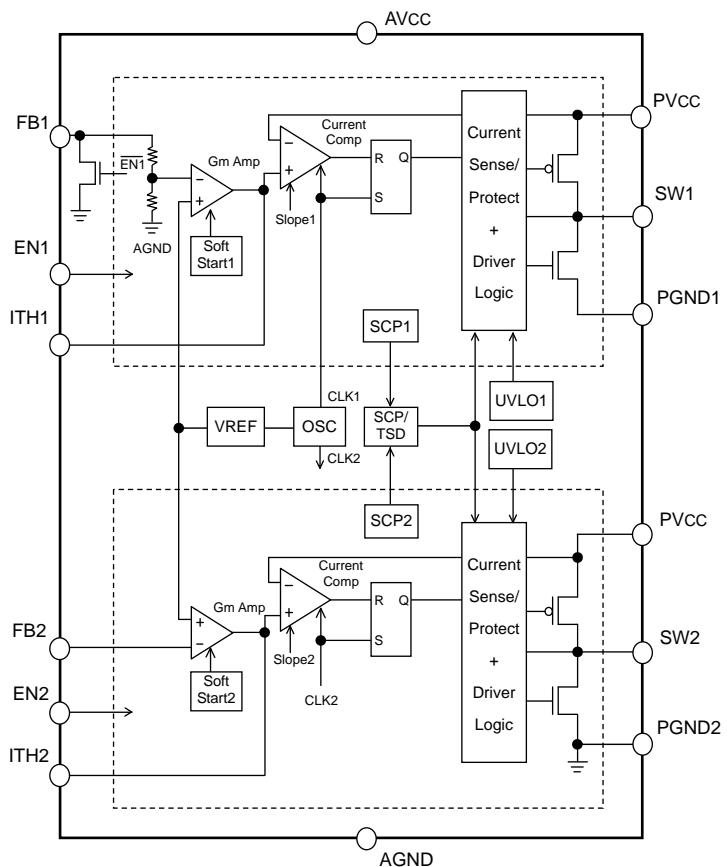 AVCC
FB1
EN1
AGND
Gm Amp
−
+
Soft
Start1
Current
Comp
−
+
Slope1
R
Q
S
Current
Sense/
Protect
+
Driver
Logic
PVCC
SW1
PGND1
EN1
ITH1
SCP1
VREF
OSC
CLK1
CLK2
SCP/
TSD
UVLO1
UVLO2
SCP2
Gm Amp
+
−
Soft
Start2
Current
Comp
−
+
Slope2
R
Q
S
CLK2
Current
Sense/
Protect
+
Driver
Logic
PVCC
SW2
PGND2
FB2
EN2
ITH2
AGND